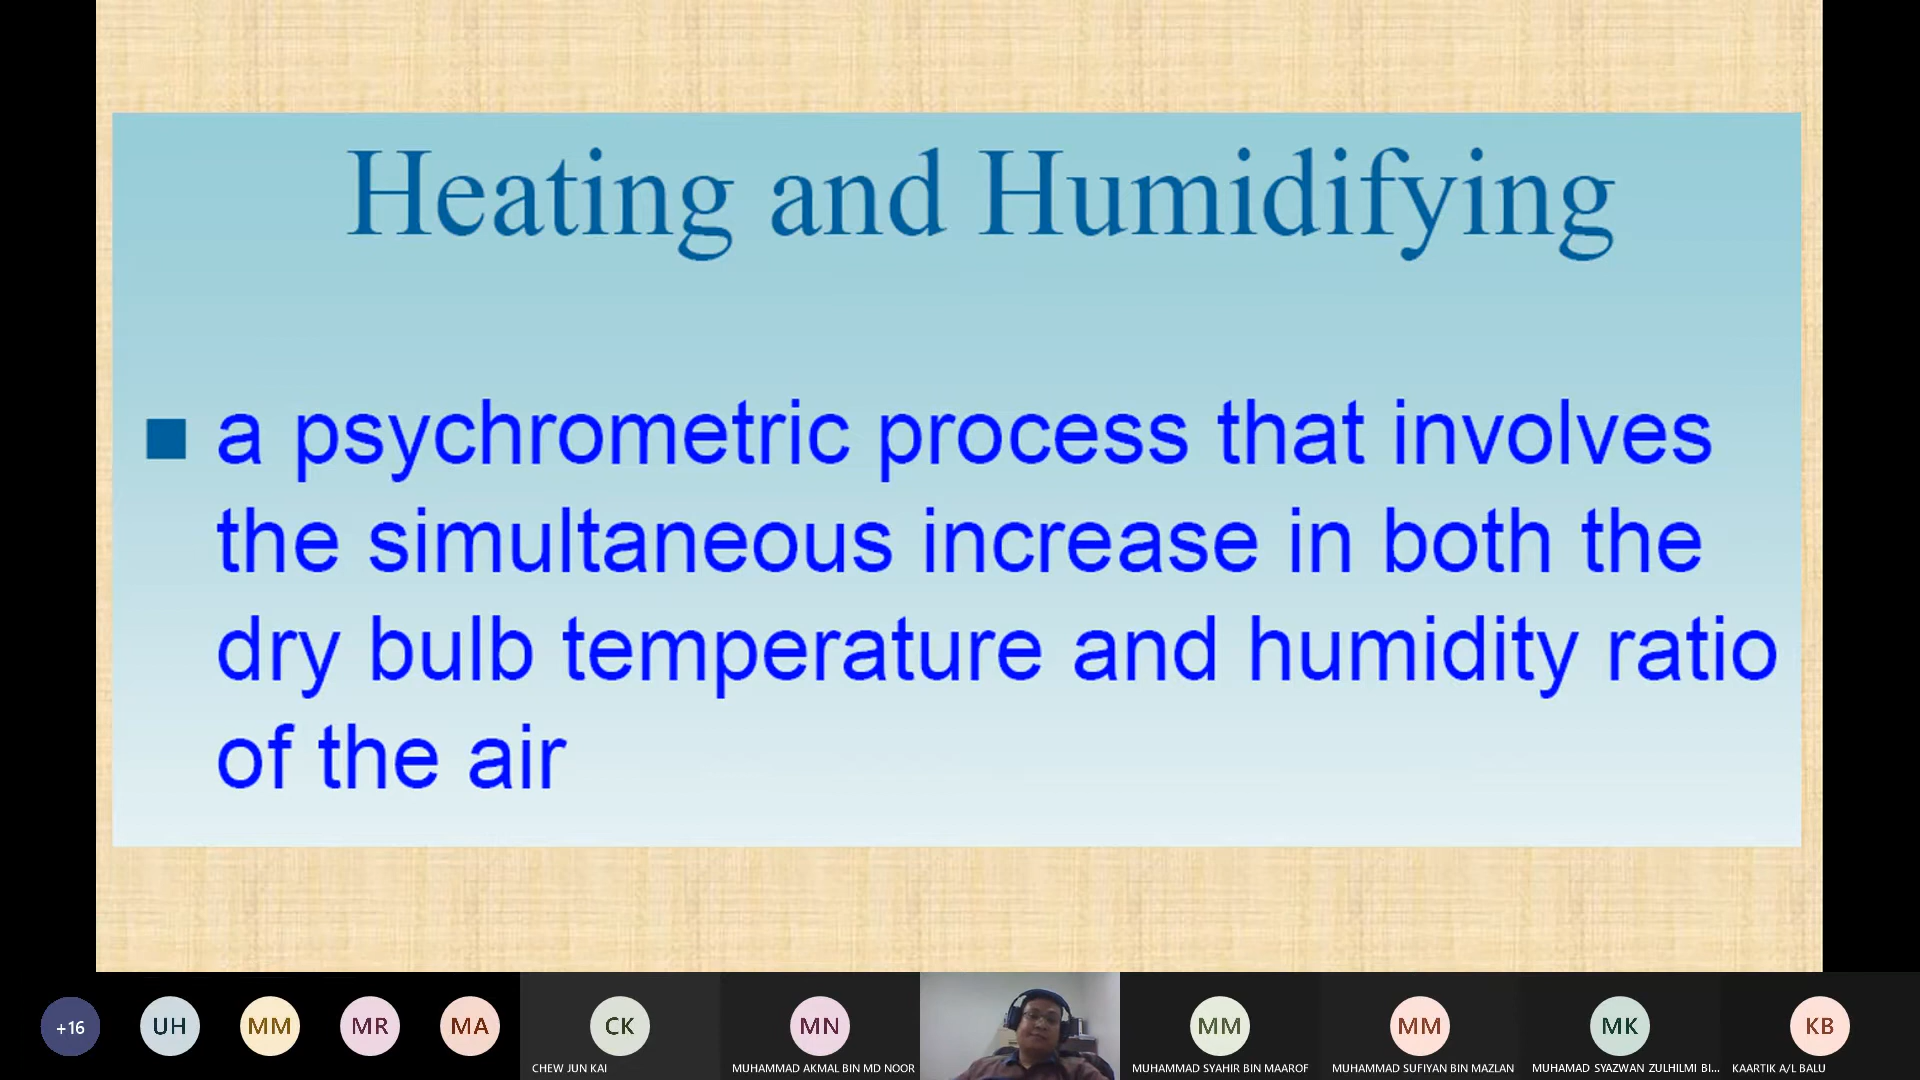 Heating and Humidifying
a psychrometric process that involves
the simultaneous increase in both the
dry bulb temperature and humidity ratio
of the air
+16
UH
MM
MR
MA
CK
CHEW JUN KAI
MN
MUHAMMAD AKMAL BIN MD NOOR
MM
MUHAMMAD SYAHIR BIN MAAROF
MM
MUHAMMAD SUFIYAN BIN MAZLAN
MK
MUHAMAD SYAZWAN ZULHILMI BI...
KB
KAARTIK A/L BALU